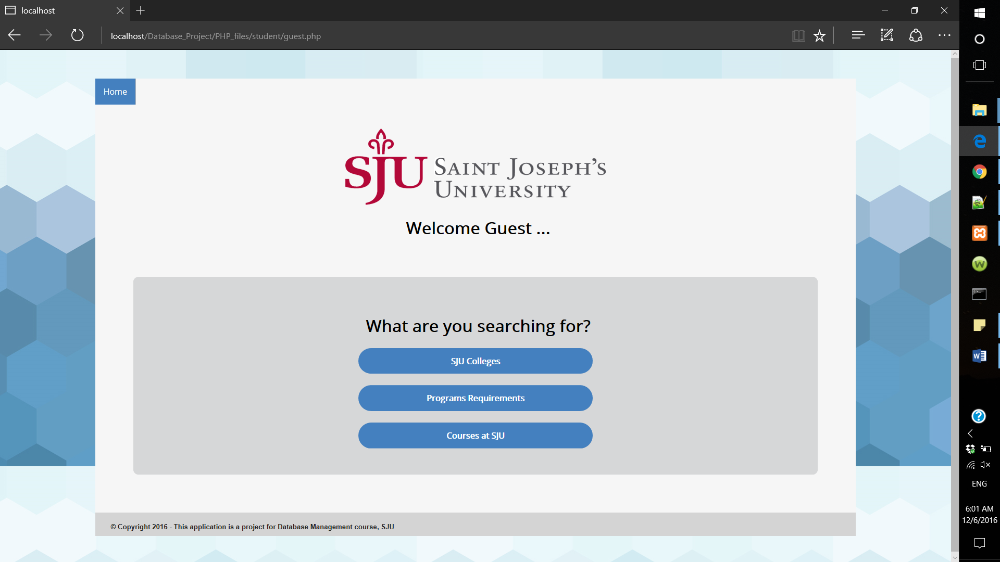 localhost
localhost/Database_Project/PHP_files/student/guest.php
Home
SJU SAINT JOSEPH'S
UNIVERSITY
Welcome Guest ...
What are you searching for?
SJU Colleges
Programs Requirements
Courses at SJU
© Copyright 2016 - This application is a project for Database Management course, SJU
ENG
6:01 AM
12/6/2016